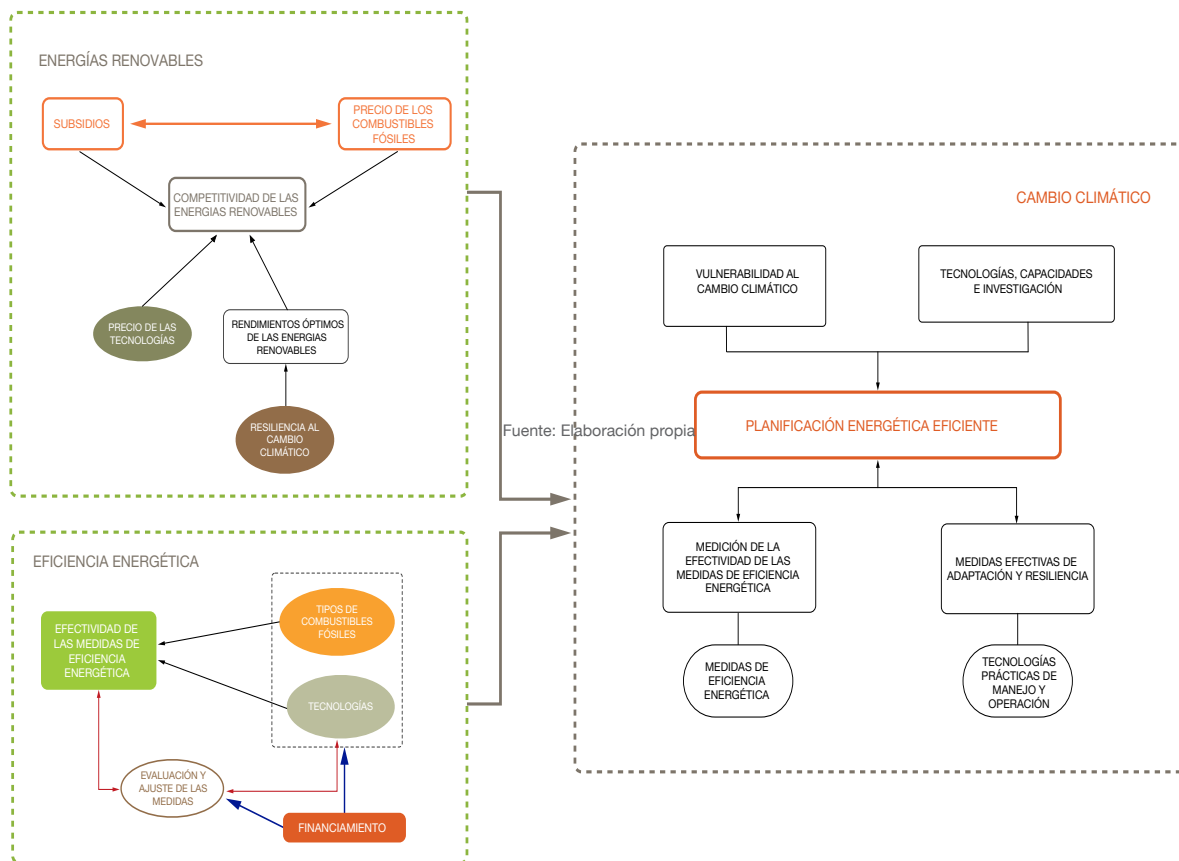 ENERGÍAS RENOVABLES
SUBSIDIOS
PRECIO DE LOS
COMBUSTIBLES
FÓSILES
COMPETITIVIDAD DE LAS
ENERGIAS RENOVABLES
PRECIO DE LAS
TECNOLOGÍAS
RENDIMIENTOS ÓPTIMOS
DE LAS ENERGIAS
RENOVABLES
RESILIENCIA AL
CAMBIO
CLIMÁTICO
EFICIENCIA ENERGÉTICA
EFECTIVIDAD DE
LAS MEDIDAS DE
EFICIENCIA
ENERGÉTICA
TIPOS DE
COMBUSTIBLES
FÓSILES
TECNOLOGÍAS
EVALUACIÓN Y
AJUSTE DE LAS
MEDIDAS
FINANCIAMIENTO
Fuente: Elaboración propia
CAMBIO CLIMÁTICO
VULNERABILIDAD AL
CAMBIO CLIMÁTICO
TECNOLOGÍAS, CAPACIDADES
E INVESTIGACIÓN
PLANIFICACIÓN ENERGÉTICA EFICIENTE
MEDICIÓN DE LA
EFECTIVIDAD DE LAS
MEDIDAS DE EFICIENCIA
ENERGÉTICA
MEDIDAS EFECTIVAS DE
ADAPTACIÓN Y RESILIENCIA
MEDIDAS DE
EFICIENCIA
ENERGÉTICA
TECNOLOGÍAS
PRÁCTICAS DE
MANEJO Y
OPERACIÓN